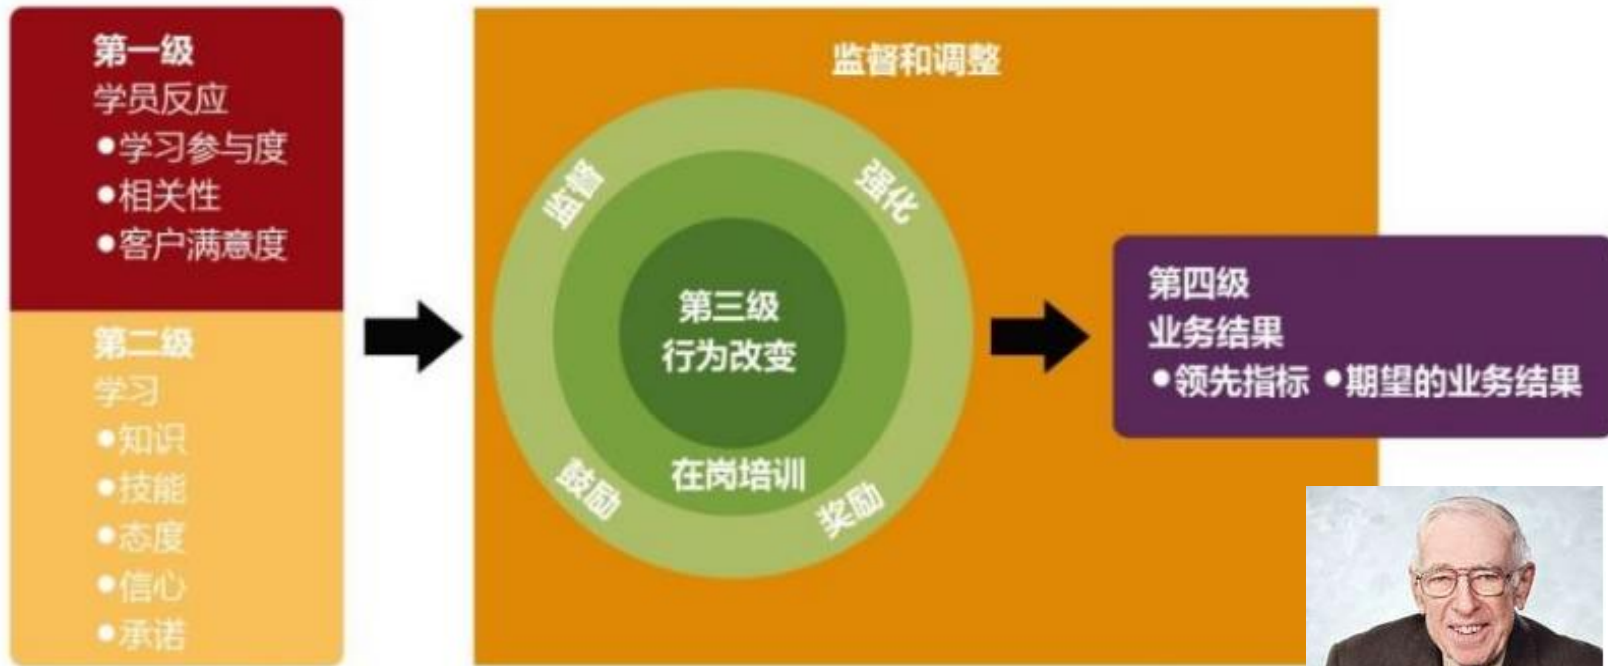 第一级
学员反应
●学习参与度
●相关性
●客户满意度
第二级
学习
●知识
●技能
●态度
●信心
●承诺
监督和调整
监督
强化
第三级
行为改变
在岗培训
鼓励
奖励
第四级
业务结果
●领先指标 ●期望的业务结果